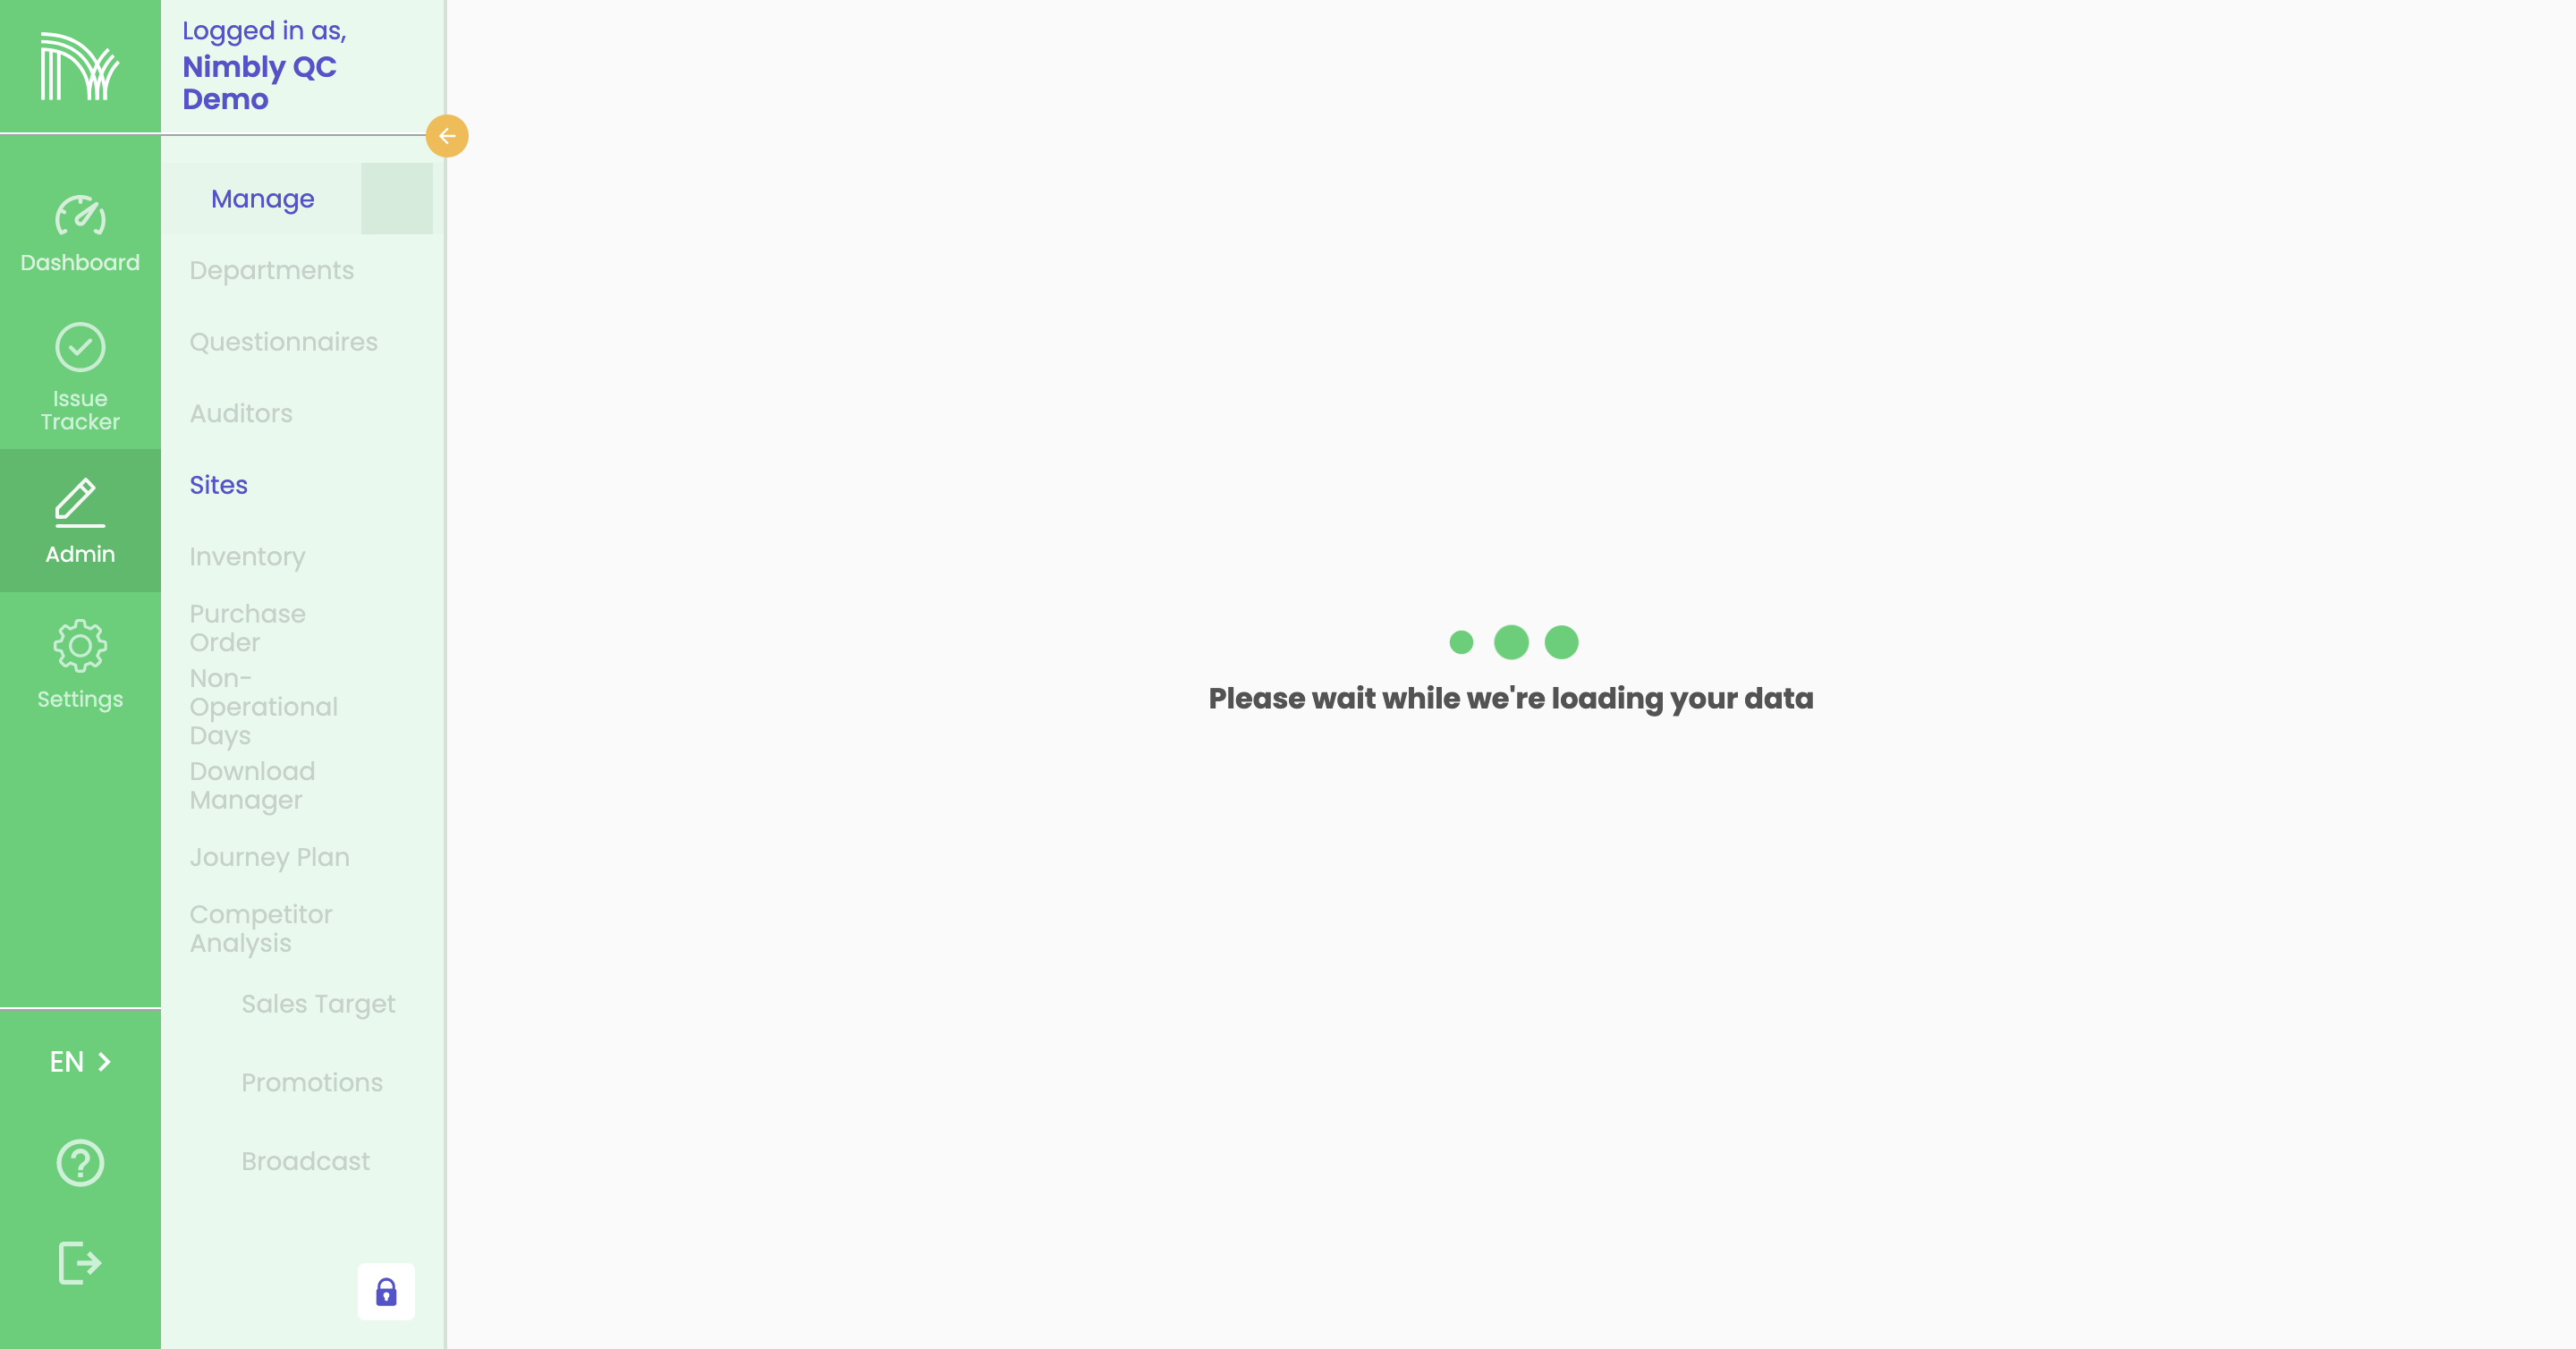 Logged in as,
Nimbly QC
Demo
Dashboard
Issue
Tracker
Admin
Settings
EN
Manage
Departments
Questionnaires
Auditors
Sites
Inventory
Purchase
Order
Non-
Operational
Days
Download
Manager
Journey Plan
Competitor
Analysis
Sales Target
Promotions
Broadcast
Please wait while we're loading your data